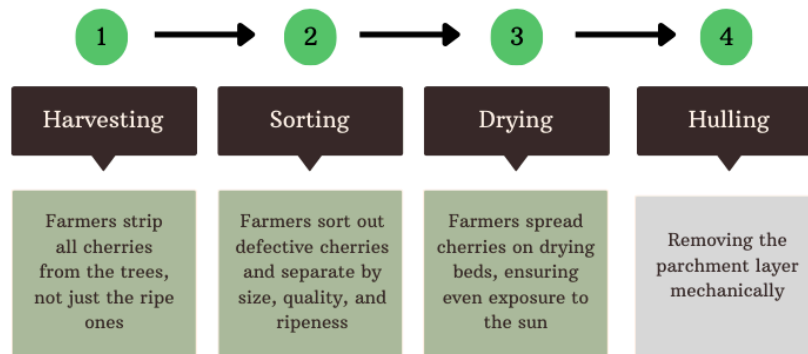 1
2
3
4
Harvesting
Sorting
Drying
Hulling
Farmers strip
all cherries
from the trees,
not just the ripe
ones
Farmers sort out
defective cherries
and separate by
size, quality, and
ripeness
Farmers spread
cherries on drying
beds, ensuring
even exposure to
the sun
Removing the
parchment layer
mechanically